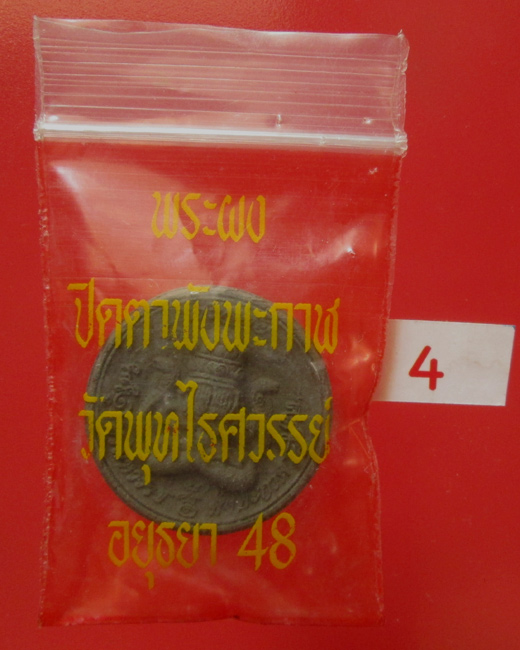 พระผง
ปิดตาพังพะกาฬ
วัดพุทไธศวรรย์
อยุธยา 48
4